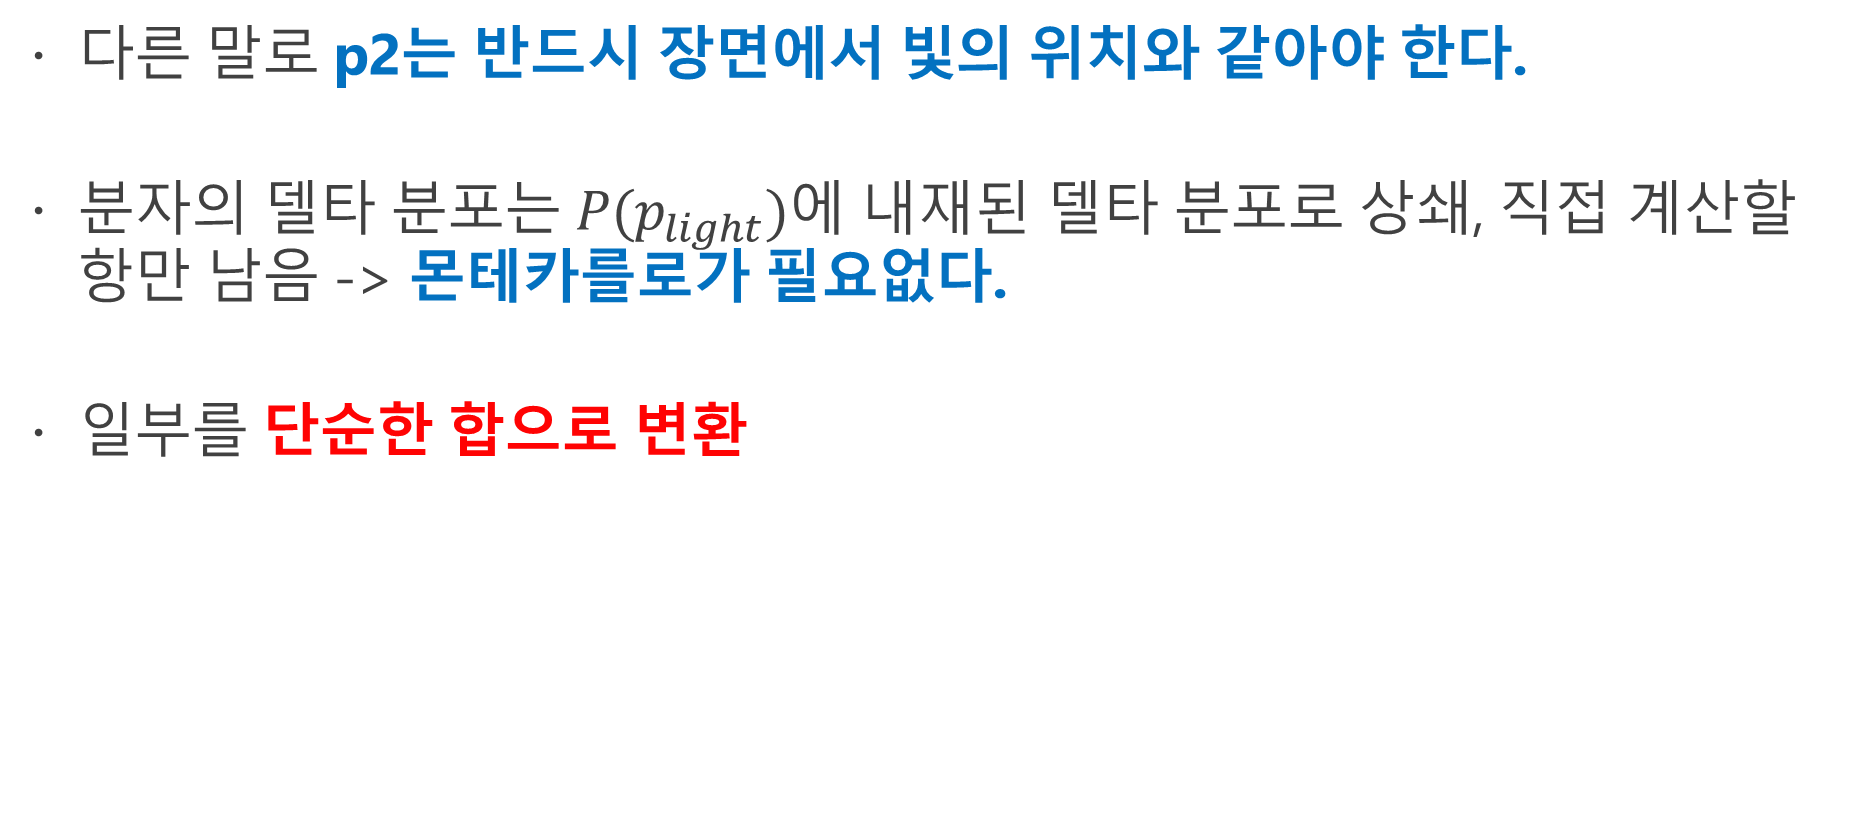 · 다른 말로 p2는 반드시 장면에서 빛의 위치와 같아야 한다.
· 분자의 델타 분포는 P(p_light)에 내재된 델타 분포로 상쇄, 직접 계산할
항만 남음 -> 몬테카를로가 필요없다.
· 일부를 단순한 합으로 변환